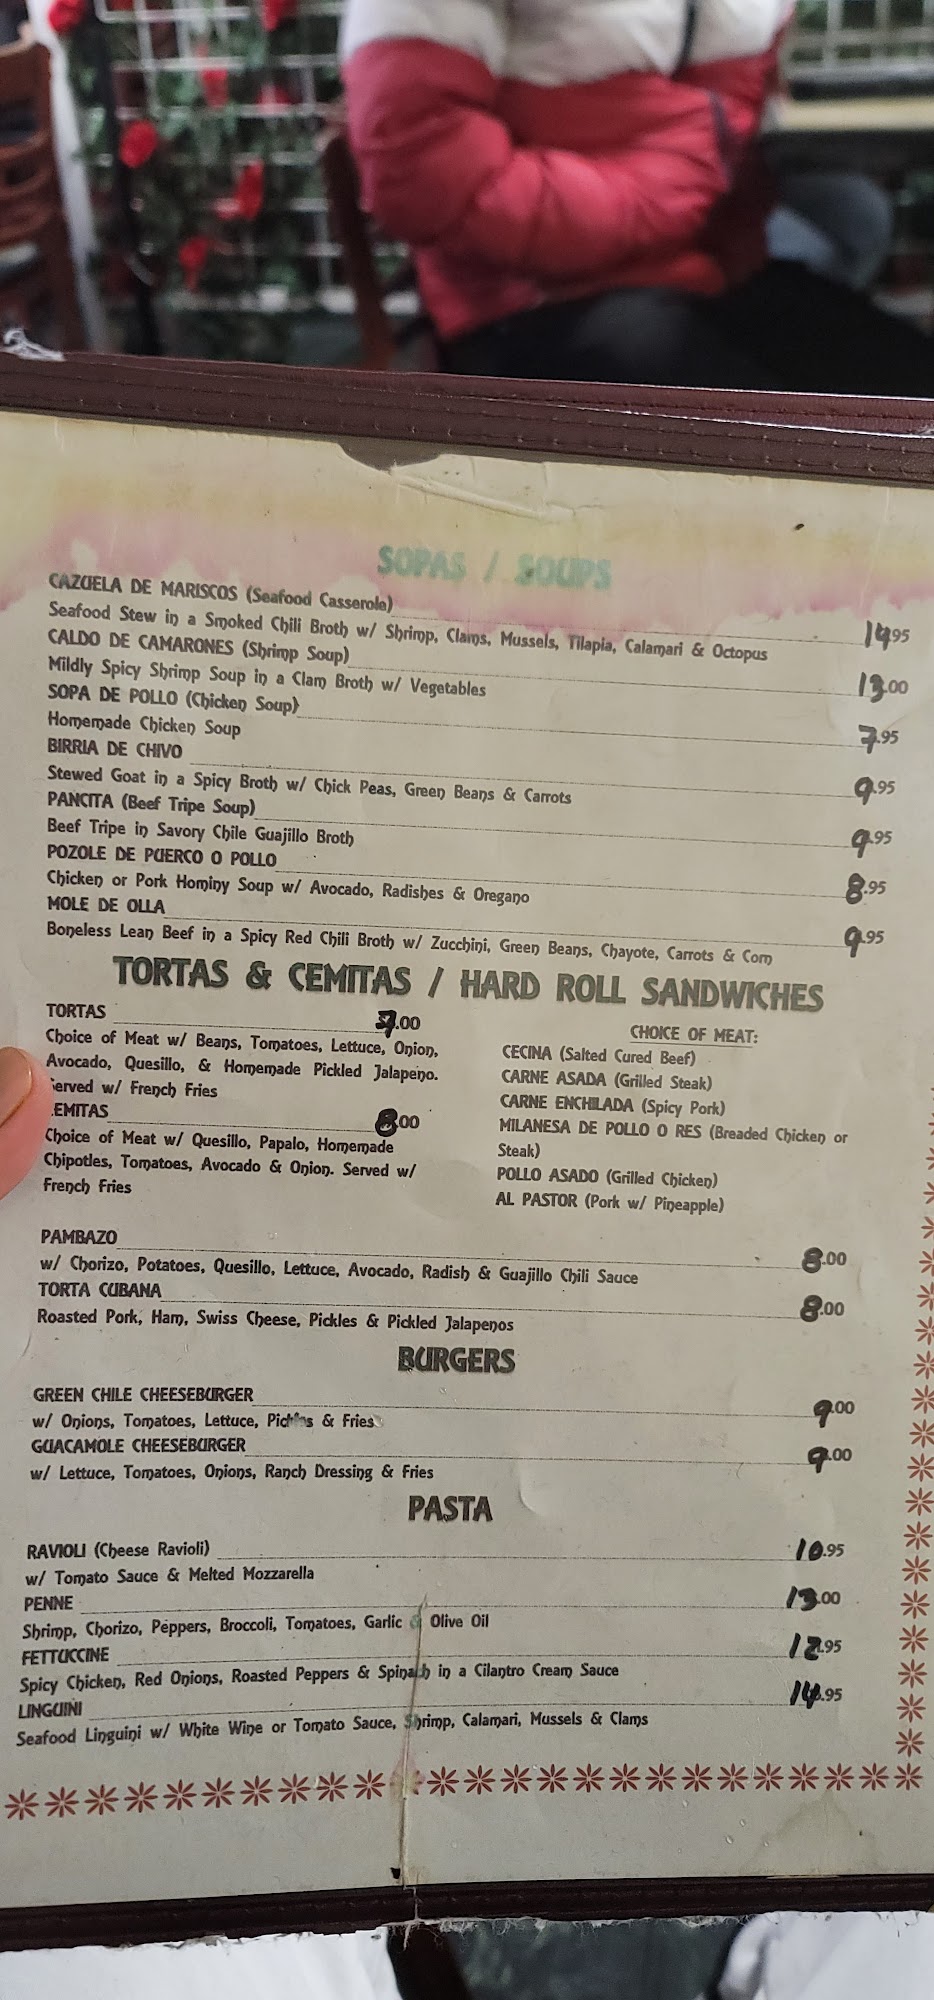 SOPAS / SOUPS
CAZUELA DE MARISCOS (Seafood Casserole) 14.95
Seafood Stew in a Smoked Chili Broth w/ Shrimp, Clams, Mussels, Tilapia, Calamari & Octopus
CALDO DE CAMARONES (Shrimp Soup) 13.00
Mildly Spicy Shrimp Soup in a Clam Broth w/ Vegetables
SOPA DE POLLO (Chicken Soup) 7.95
Homemade Chicken Soup
BIRRIA DE CHIVO 9.95
Stewed Goat in a Spicy Broth w/ Chick Peas, Green Beans & Carrots
PANCITA (Beef Tripe Soup) 9.95
Beef Tripe in Savory Chile Guajillo Broth
POZOLE DE PUERCO O POLLO 8.95
Chicken or Pork Hominy Soup w/ Avocado, Radishes & Oregano
MOLE DE OLLA 9.95
Boneless Lean Beef in a Spicy Red Chili Broth w/ Zucchini, Green Beans, Chayote, Carrots & Corn
TORTAS & CEMITAS / HARD ROLL SANDWICHES
TORTAS 7.00
Choice of Meat w/ Beans, Tomatoes, Lettuce, Onion,
Avocado, Quesillo, & Homemade Pickled Jalapeno.
Served w/ French Fries
EMITAS 8.00
Choice of Meat w/ Quesillo, Papalo, Homemade
Chipotles, Tomatoes, Avocado & Onion. Served w/
French Fries
CHOICE OF MEAT:
CECINA (Salted Cured Beef)
CARNE ASADA (Grilled Steak)
CARNE ENCHILADA (Spicy Pork)
MILANESA DE POLLO O RES (Breaded Chicken or
Steak)
POLLO ASADO (Grilled Chicken)
AL PASTOR (Pork w/ Pineapple)
PAMBAZO 8.00
w/ Chorizo, Potatoes, Quesillo, Lettuce, Avocado, Radish & Guajillo Chili Sauce
TORTA CUBANA 8.00
Roasted Pork, Ham, Swiss Cheese, Pickles & Pickled Jalapenos
BURGERS
GREEN CHILE CHEESEBURGER 9.00
w/ Onions, Tomatoes, Lettuce, Pickles & Fries
GUACAMOLE CHEESEBURGER 9.00
w/ Lettuce, Tomatoes, Onions, Ranch Dressing & Fries
PASTA
RAVIOLI (Cheese Ravioli) 10.95
w/ Tomato Sauce & Melted Mozzarella
PENNE 13.00
Shrimp, Chorizo, Peppers, Broccoli, Tomatoes, Garlic & Olive Oil
FETTUCCINE 12.95
Spicy Chicken, Red Onions, Roasted Peppers & Spinach in a Cilantro Cream Sauce
LINGUINI 14.95
Seafood Linguini w/ White Wine or Tomato Sauce, Shrimp, Calamari, Mussels & Clams